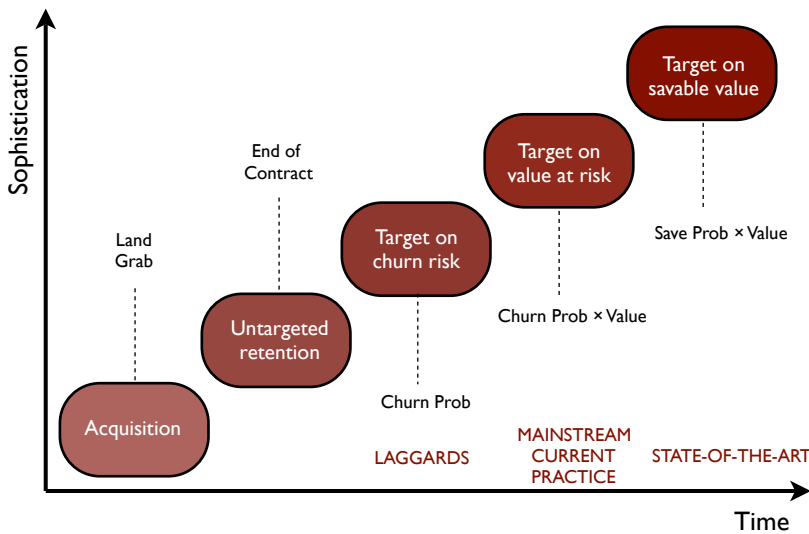 Sophistication
Target on
savable value
Target on
value at risk
End of
Contract
Save Prob × Value
Land
Grab
Target on
churn risk
Churn Prob × Value
Untargeted
retention
Churn Prob
Acquisition
LAGGARDS
MAINSTREAM
CURRENT
PRACTICE
STATE-OF-THE-ART
Time